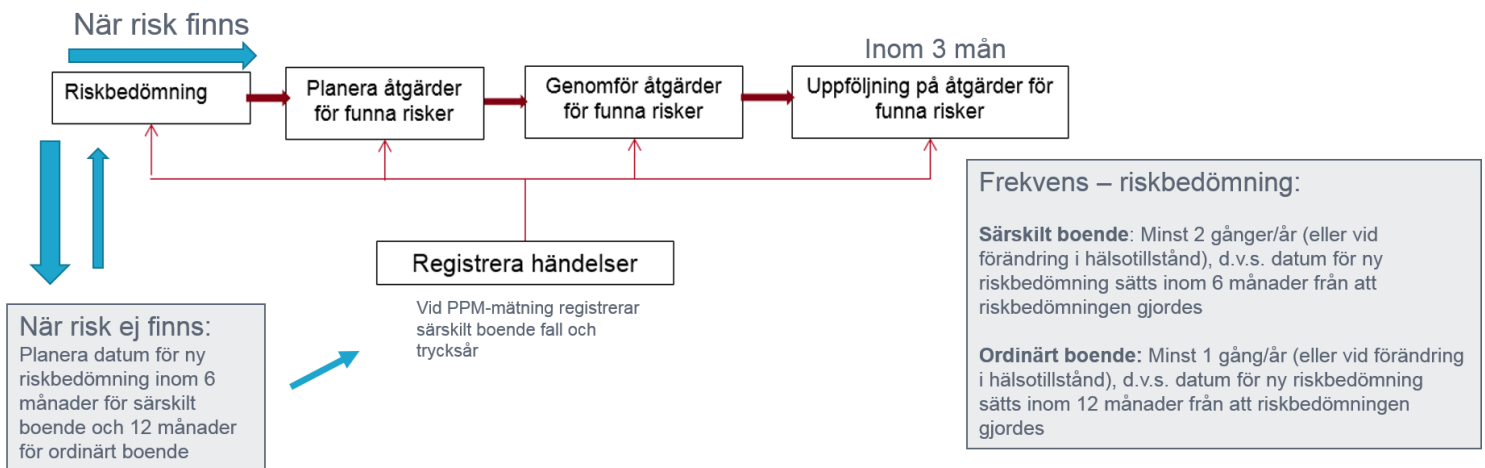 När risk finns
Inom 3 mån
Riskbedömning
Planera åtgärder
för funna risker
Genomför åtgärder
för funna risker
Uppföljning på åtgärder för
funna risker
Registrera händelser
Vid PPM-mätning registrerar
särskilt boende fall och
trycksår
När risk ej finns:
Planera datum för ny
riskbedömning inom 6
månader för särskilt
boende och 12 månader
för ordinärt boende
Frekvens – riskbedömning:
Särskilt boende: Minst 2 gånger/år (eller vid
förändring i hälsotillstånd), d.v.s. datum för ny
riskbedömning sätts inom 6 månader från att
riskbedömningen gjordes
Ordinärt boende: Minst 1 gång/år (eller vid förändring
i hälsotillstånd), d.v.s. datum för ny riskbedömning
sätts inom 12 månader från att riskbedömningen
gjordes